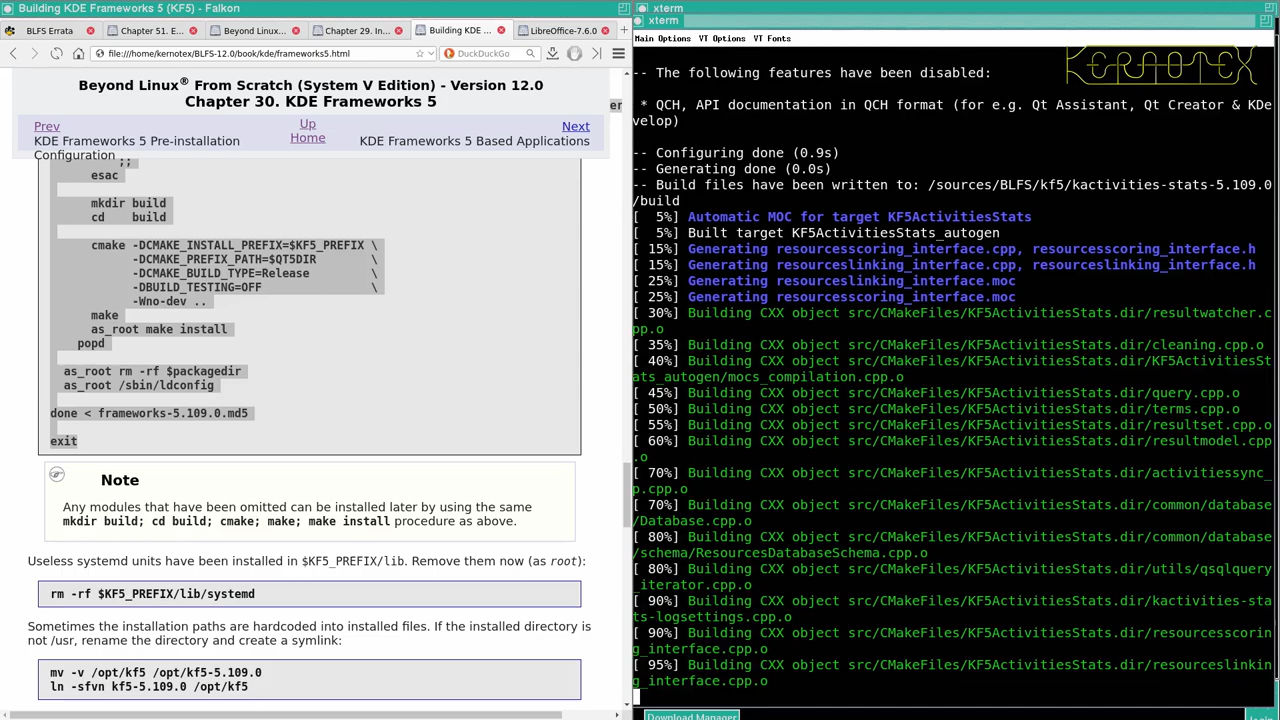 Building KDE Frameworks 5 (KF5) - Falkon
BLFS Errata
Chapter 51. E...
Beyond Linux...
Chapter 29. In...
Building KDE ...
LibreOffice-7.6.0
file:///home/kernotex/BLFS-12.0/book/kde/frameworks5.html
DuckDuckGo
Beyond Linux® From Scratch (System V Edition) - Version 12.0
Chapter 30. KDE Frameworks 5
er
Prev
Up
Next
KDE Frameworks 5 Pre-installation
Configuration
Home
KDE Frameworks 5 Based Applications
;;
esac
mkdir build
cd    build
cmake -DCMAKE_INSTALL_PREFIX=$KF5_PREFIX \
-DCMAKE_PREFIX_PATH=$QT5DIR        \
-DCMAKE_BUILD_TYPE=Release         \
-DBUILD_TESTING=OFF                \
-Wno-dev ..
make
as_root make install
popd
as_root rm -rf $packagedir
as_root /sbin/ldconfig
done < frameworks-5.109.0.md5
exit
Note
Any modules that have been omitted can be installed later by using the same
mkdir build; cd build; cmake; make; make install procedure as above.
Useless systemd units have been installed in $KF5_PREFIX/lib. Remove them now (as root):
rm -rf $KF5_PREFIX/lib/systemd
Somemes the installation paths are hardcoded into installed files. If the installed directory is
not /usr, rename the directory and create a symlink:
mv -v /opt/kf5 /opt/kf5-5.109.0
ln -sfvn kf5-5.109.0 /opt/kf5
xterm
xterm
Main Options  VT Options  VT Fonts
KERNOTEX
-- The following features have been disabled:
* QCH, API documentation in QCH format (for e.g. Qt Assistant, Qt Creator & KDe
velop)
-- Configuring done (0.9s)
-- Generating done (0.0s)
-- Build files have been written to: /sources/BLFS/kf5/kactivities-stats-5.109.0
/build
[  5%] Automatic MOC for target KF5ActivitiesStats
[  5%] Built target KF5ActivitiesStats_autogen
[ 15%] Generating resourcesscoring_interface.cpp, resourcesscoring_interface.h
[ 15%] Generating resourceslinking_interface.cpp, resourceslinking_interface.h
[ 25%] Generating resourceslinking_interface.moc
[ 25%] Generating resourcesscoring_interface.moc
[ 30%] Building CXX object src/CMakeFiles/KF5ActivitiesStats.dir/resultwatcher.c
pp.o
[ 35%] Building CXX object src/CMakeFiles/KF5ActivitiesStats.dir/cleaning.cpp.o
[ 40%] Building CXX object src/CMakeFiles/KF5ActivitiesStats.dir/KF5ActivitiesSt
ats_autogen/mocs_compilation.cpp.o
[ 45%] Building CXX object src/CMakeFiles/KF5ActivitiesStats.dir/query.cpp.o
[ 50%] Building CXX object src/CMakeFiles/KF5ActivitiesStats.dir/terms.cpp.o
[ 55%] Building CXX object src/CMakeFiles/KF5ActivitiesStats.dir/resultset.cpp.o
[ 60%] Building CXX object src/CMakeFiles/KF5ActivitiesStats.dir/resultmodel.cpp
.o
[ 70%] Building CXX object src/CMakeFiles/KF5ActivitiesStats.dir/activitiessync_
p.cpp.o
[ 70%] Building CXX object src/CMakeFiles/KF5ActivitiesStats.dir/common/database
/Database.cpp.o
[ 80%] Building CXX object src/CMakeFiles/KF5ActivitiesStats.dir/common/database
/schema/ResourcesDatabaseSchema.cpp.o
[ 80%] Building CXX object src/CMakeFiles/KF5ActivitiesStats.dir/utils/qsqlquery
_iterator.cpp.o
[ 90%] Building CXX object src/CMakeFiles/KF5ActivitiesStats.dir/kactivities-sta
ts-logsettings.cpp.o
[ 90%] Building CXX object src/CMakeFiles/KF5ActivitiesStats.dir/resourcesscorin
g_interface.cpp.o
[ 95%] Building CXX object src/CMakeFiles/KF5ActivitiesStats.dir/resourceslinkin
g_interface.cpp.o
Download Manager